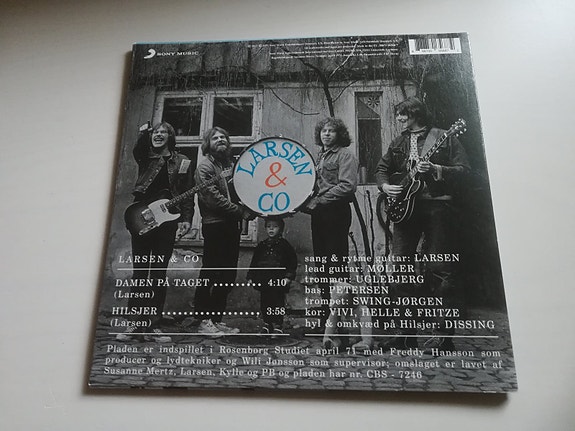 SONY MUSIC
LARSEN
&
CO
LARSEN & CO
DAMEN PÅ TAGET ......... 4:10
(Larsen)
HILSJER .................. 3:58
(Larsen)
sang & rytme guitar: LARSEN
lead guitar: MØLLER
trommer: UGLEBJERG
bas: PETERSEN
trompet: SWING-JØRGEN
kor: VIVI, HELLE & FRITZE
hyl & omkvæd på Hilsjer: DISSING
Pladen er indspillet i Rosenborg Studiet april 71 med Freddy Hansson som
producer og lydtekniker og Wili Jønsson som supervisor; omslaget er lavet af
Susanne Mertz, Larsen, Kylle og PB og pladen har nr. CBS - 7246